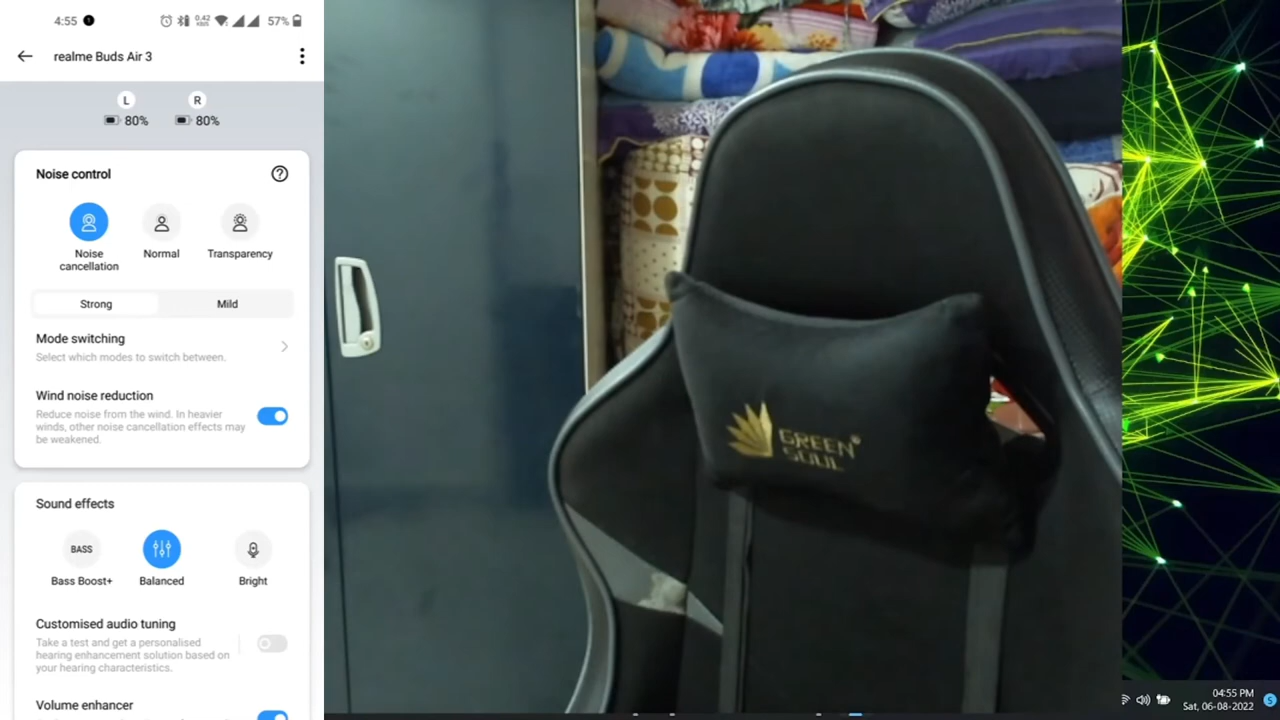 4:55
0.42
KB/S
57%
realme Buds Air 3
L
R
80%
80%
Noise control
Noise
cancellation
Normal
Transparency
Strong
Mild
Mode switching
Select which modes to switch between.
Wind noise reduction
Reduce noise from the wind. In heavier
winds, other noise cancellation effects may
be weakened.
Sound effects
BASS
Bass Boost+
Balanced
Bright
Customised audio tuning
Take a test and get a personalised
hearing enhancement solution based on
your hearing characteristics.
Volume enhancer
GREEN®
SOUL
04:55 PM
Sat, 06-08-2022